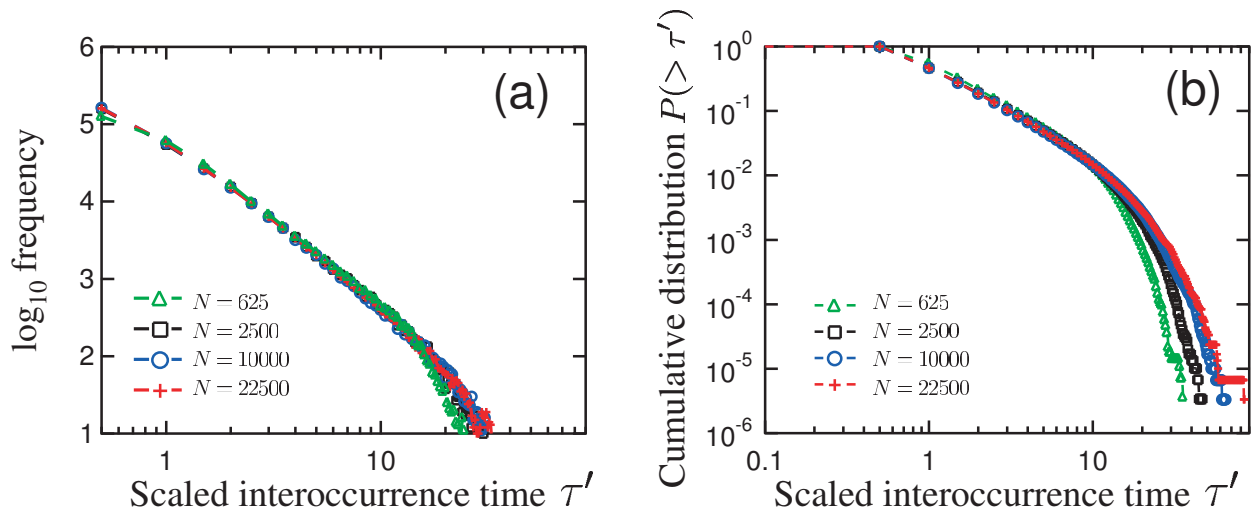 6
5
4
3
2
1
log₁₀ frequency
(a)
N = 625
N = 2500
N = 10000
N = 22500
1
10
Scaled interoccurrence time τ′
10⁰
10⁻¹
10⁻²
10⁻³
10⁻⁴
10⁻⁵
10⁻⁶
Cumulative distribution P(> τ′)
(b)
N = 625
N = 2500
N = 10000
N = 22500
0.1
1
10
Scaled interoccurrence time τ′